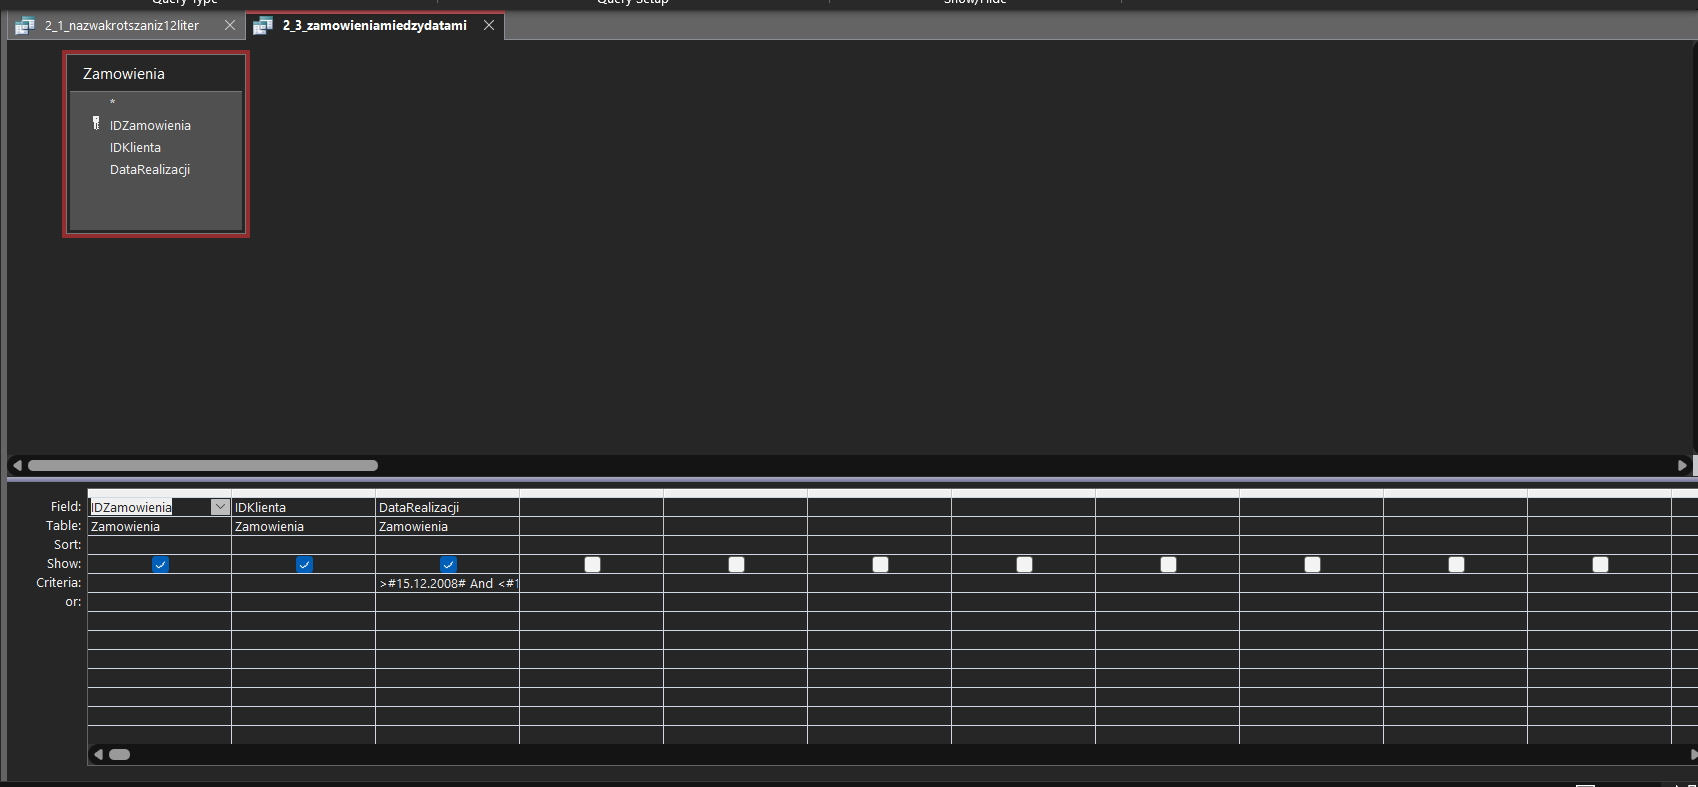 Query Type Query Setup Show/Hide
2_1_nazwakrotszaniz12liter 2_3_zamowieniamiedzydatami
Zamowienia
*
IDZamowienia
IDKlienta
DataRealizacji
Field: IDZamowienia IDKlienta DataRealizacji
Table: Zamowienia Zamowienia Zamowienia
Sort:
Show:
Criteria: >#15.12.2008# And <#1
or: